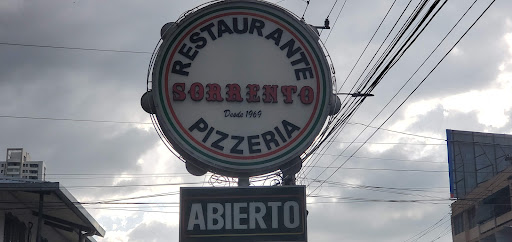 RESTAURANTE
SORRENTO
Desde 1969
PIZZERIA
ABIERTO